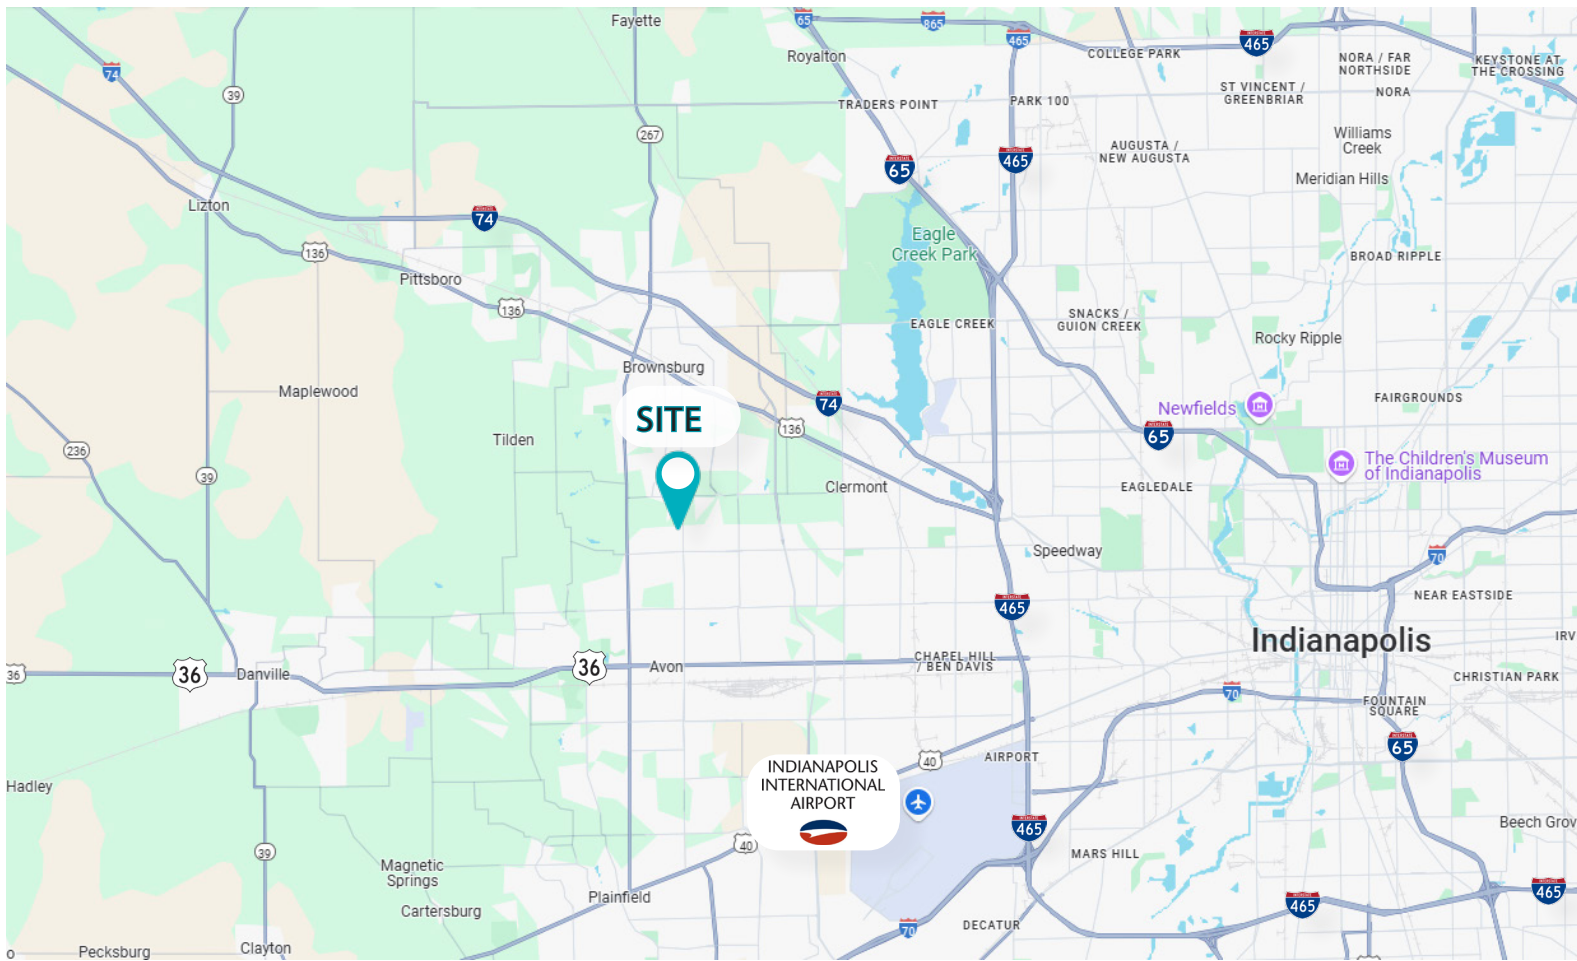 Fayette
65
865
465
465
Royalton
COLLEGE PARK
NORA / FAR
NORTHSIDE
KEYSTONE AT
THE CROSSING
74
39
TRADERS POINT
PARK 100
ST VINCENT /
GREENBRIAR
NORA
267
Williams
Creek
AUGUSTA /
NEW AUGUSTA
INTERSTATE
65
INTERSTATE
465
Meridian Hills
Lizton
INTERSTATE
74
136
Eagle
Creek Park
BROAD RIPPLE
Pittsboro
136
EAGLE CREEK
SNACKS /
GUION CREEK
Rocky Ripple
Brownsburg
Maplewood
74
Newfields
FAIRGROUNDS
SITE
136
65
Tilden
236
39
Clermont
EAGLEDALE
The Children's Museum
of Indianapolis
Speedway
70
465
NEAR EASTSIDE
Indianapolis
IRV
36
36
Danville
36
Avon
CHAPEL HILL
/ BEN DAVIS
CHRISTIAN PARK
70
FOUNTAIN
SQUARE
65
40
AIRPORT
INDIANAPOLIS
INTERNATIONAL
AIRPORT
Hadley
465
Beech Grov
40
39
MARS HILL
Magnetic
Springs
Plainfield
465
465
Cartersburg
70
DECATUR
Pecksburg
Clayton
o